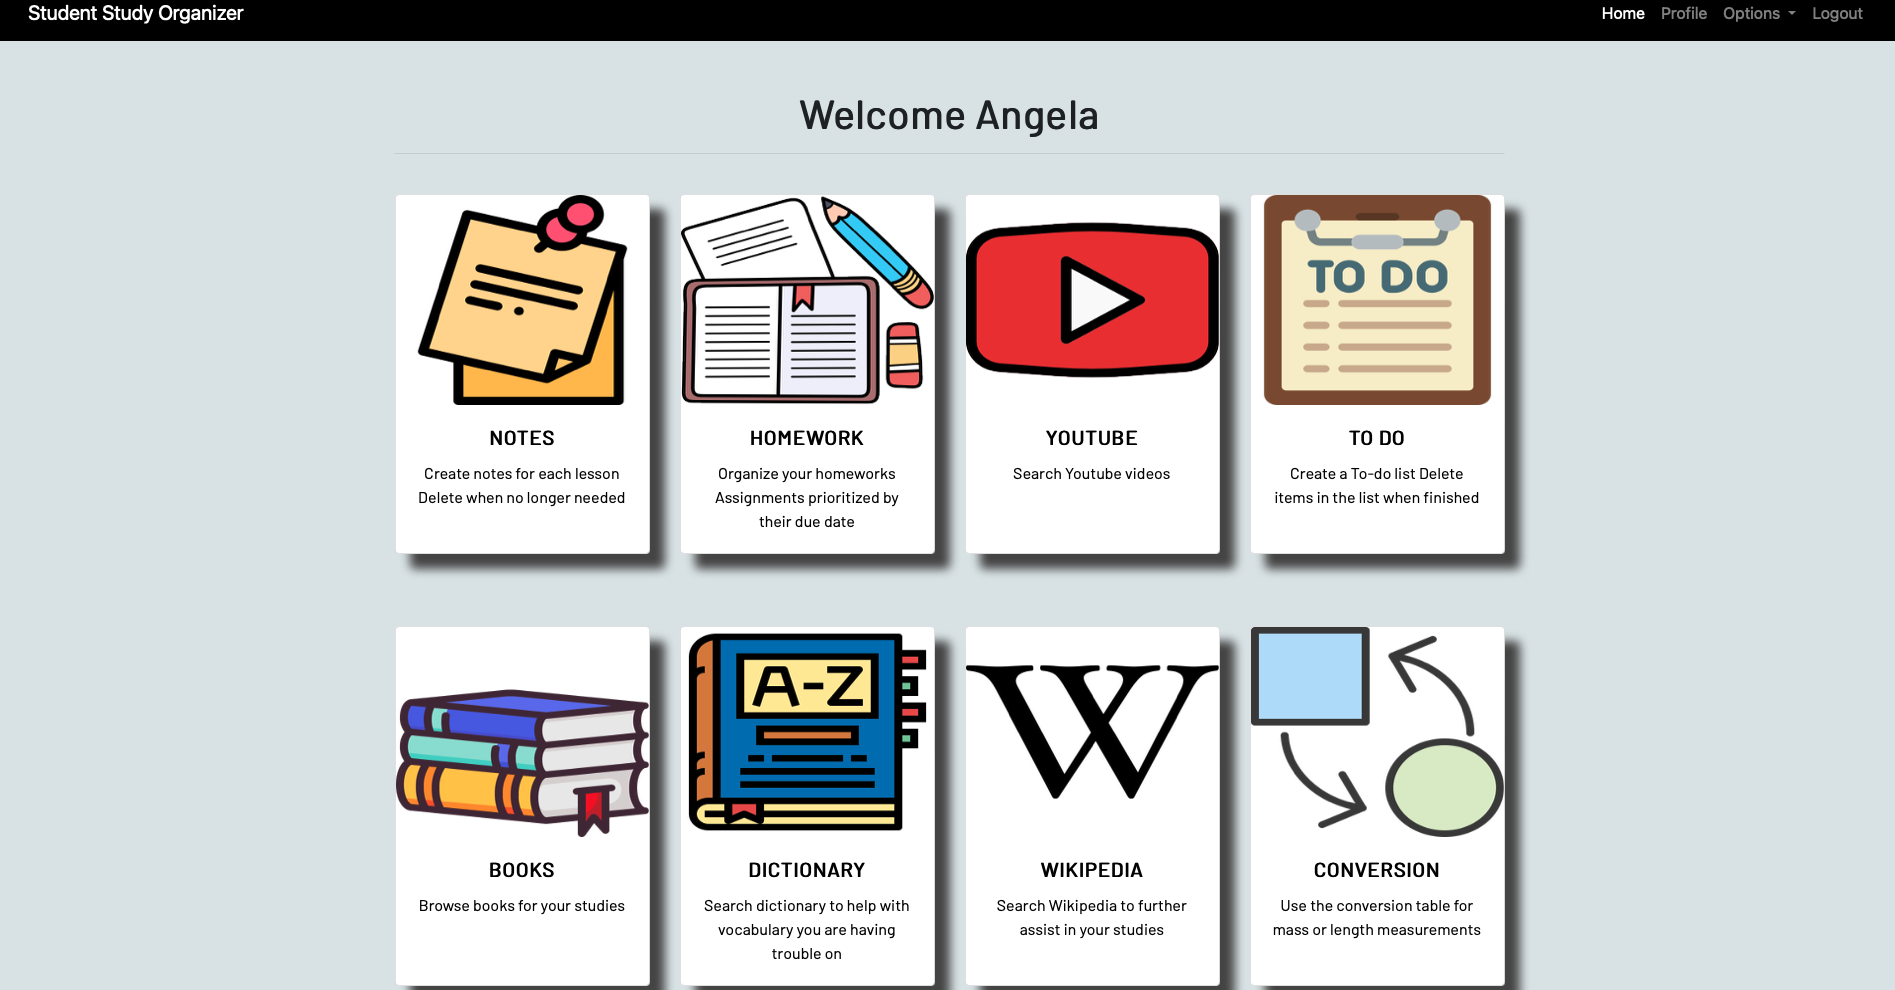 Student Study Organizer
Home Profile Options Logout
Welcome Angela
TO DO
NOTES
Create notes for each lesson
Delete when no longer needed
HOMEWORK
Organize your homeworks
Assignments prioritized by
their due date
YOUTUBE
Search Youtube videos
TO DO
Create a To-do list Delete
items in the list when finished
A-Z
W
BOOKS
Browse books for your studies
DICTIONARY
Search dictionary to help with
vocabulary you are having
trouble on
WIKIPEDIA
Search Wikipedia to further
assist in your studies
CONVERSION
Use the conversion table for
mass or length measurements